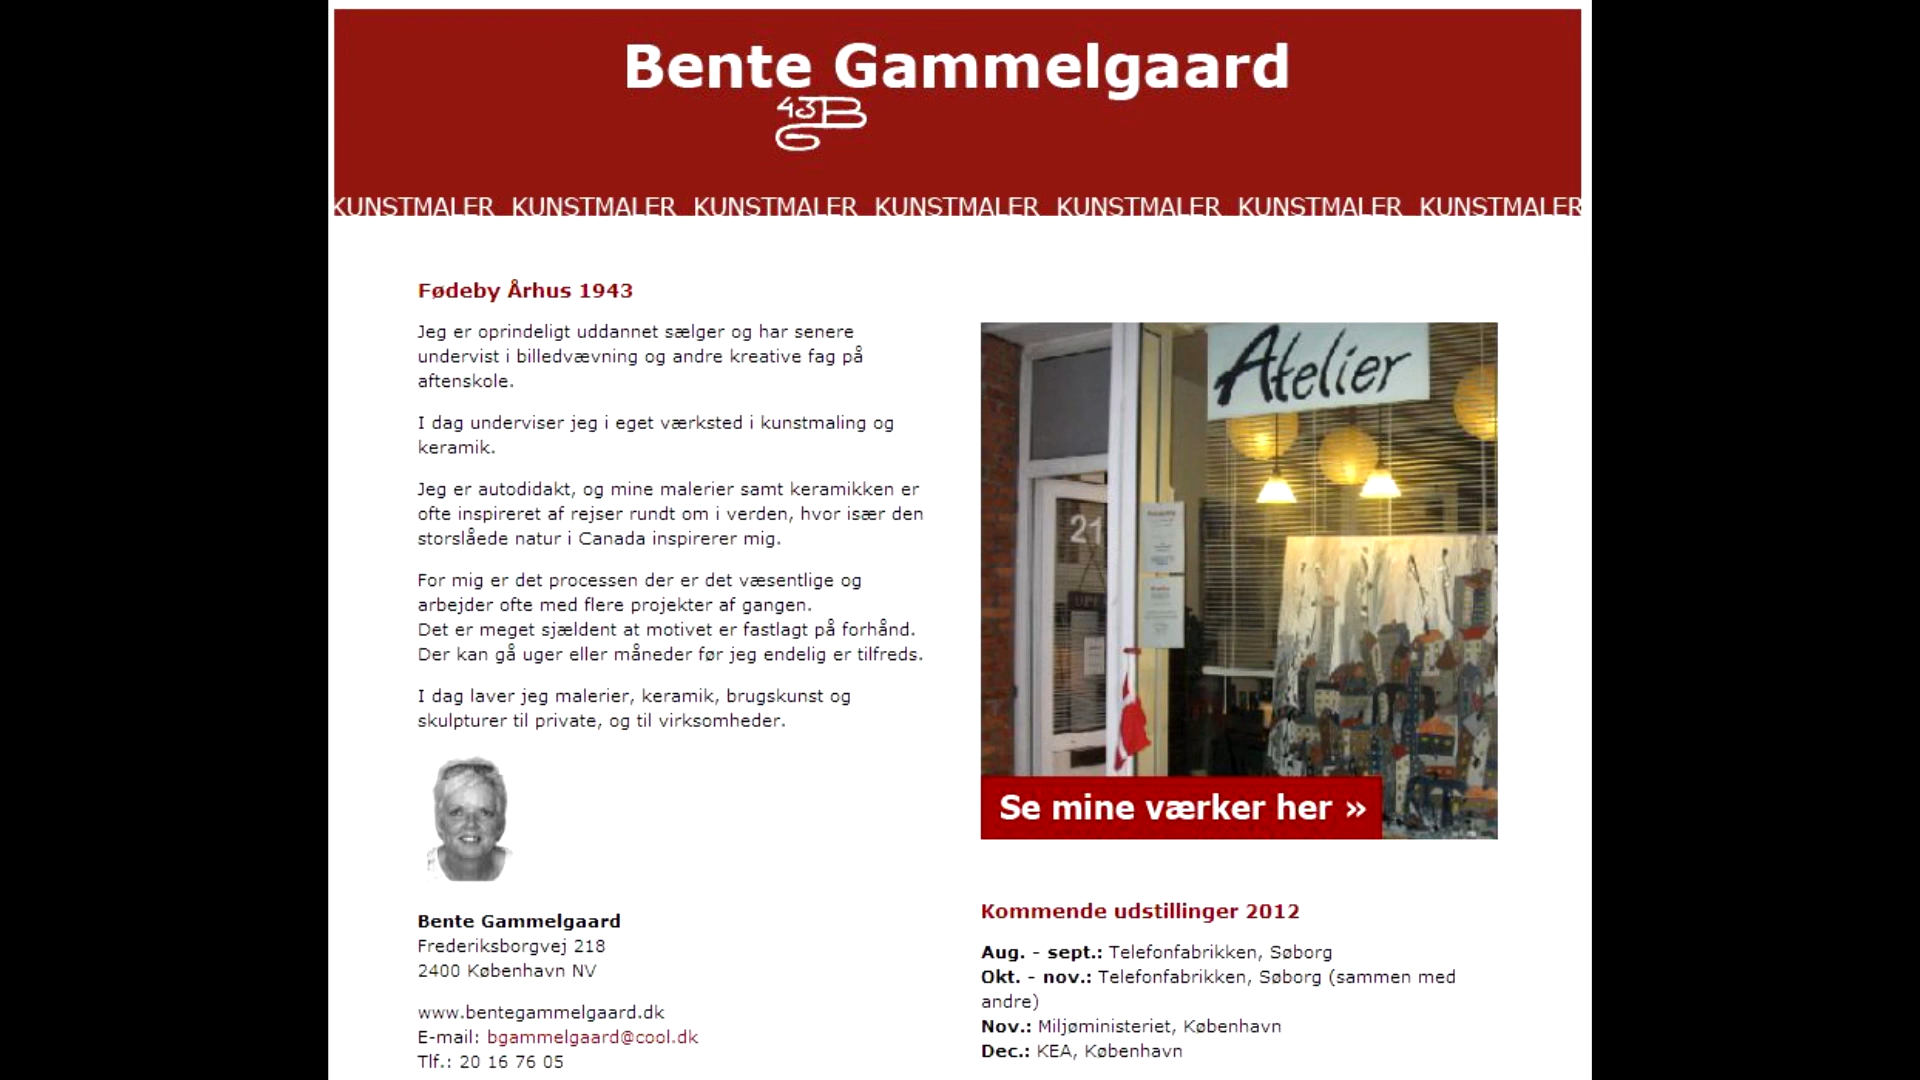 Bente Gammelgaard
43 B
KUNSTMALER KUNSTMALER KUNSTMALER KUNSTMALER KUNSTMALER KUNSTMALER KUNSTMALER
Fødeby Århus 1943
Jeg er oprindeligt uddannet sælger og har senere
undervist i billedvævning og andre kreative fag på
aftenskole.
I dag underviser jeg i eget værksted i kunstmaling og
keramik.
Jeg er autodidakt, og mine malerier samt keramikken er
ofte inspireret af rejser rundt om i verden, hvor især den
storslåede natur i Canada inspirerer mig.
For mig er det processen der er det væsentlige og
arbejder ofte med flere projekter af gangen.
Det er meget sjældent at motivet er fastlagt på forhånd.
Der kan gå uger eller måneder før jeg endelig er tilfreds.
I dag laver jeg malerier, keramik, brugskunst og
skulpturer til private, og til virksomheder.
Bente Gammelgaard
Frederiksborgvej 218
2400 København NV
www.bentegammelgaard.dk
E-mail: bgammelgaard@cool.dk
Tlf.: 20 16 76 05
Atelier
21
Se mine værker her »
Kommende udstillinger 2012
Aug. - sept.: Telefonfabrikken, Søborg
Okt. - nov.: Telefonfabrikken, Søborg (sammen med
andre)
Nov.: Miljøministeriet, København
Dec.: KEA, København